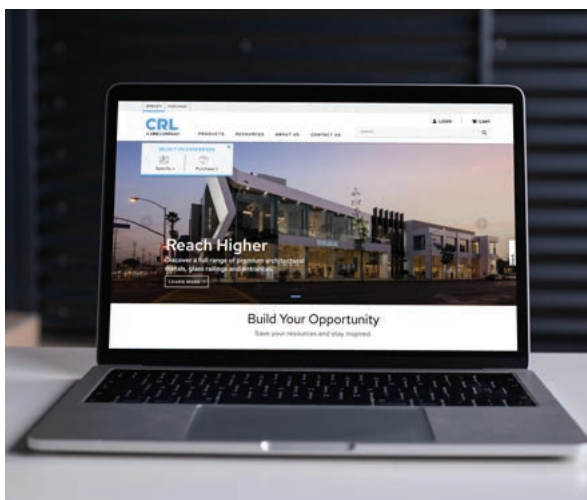 SPECIFY PURCHASE
LOGIN CART
CRL
PRODUCTS RESOURCES ABOUT US CONTACT US Search
SELECT AN EXPERIENCE
Specify > Purchase >
Reach Higher
Discover a full range of premium architectural
metals, glass railings and entrances.
LEARN MORE
Build Your Opportunity
Save your resources and stay inspired.